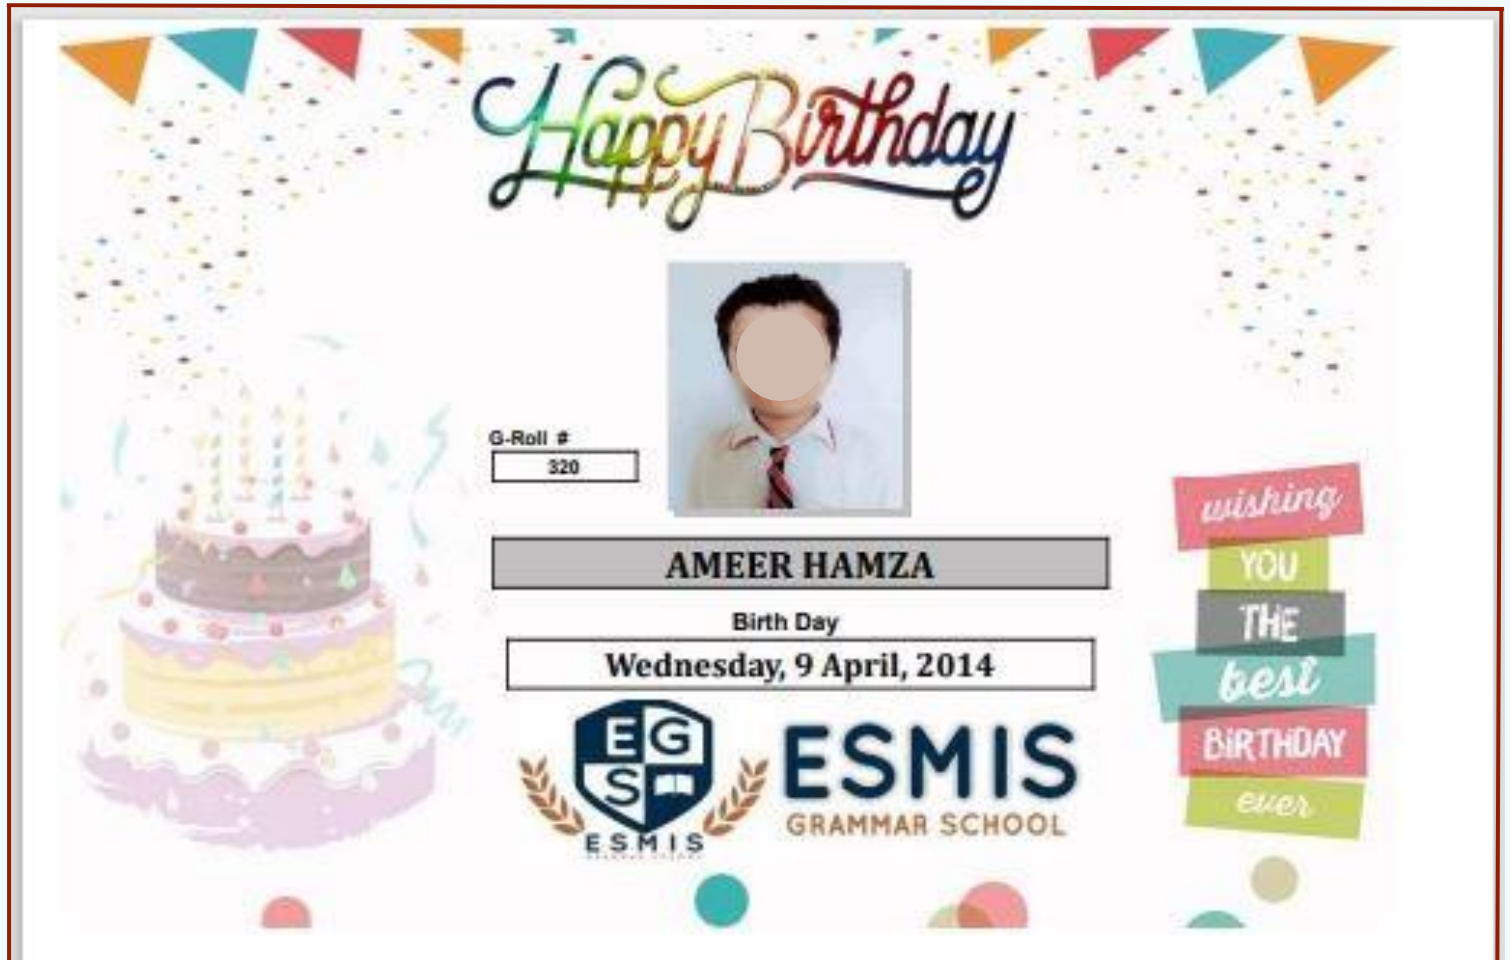 Happy Birthday
G-Roll #
320
AMEER HAMZA
Birth Day
Wednesday, 9 April, 2014
E G
S
ESMIS
ESMIS
GRAMMAR SCHOOL
wishing
YOU
THE
best
BiRTHDAY
ever